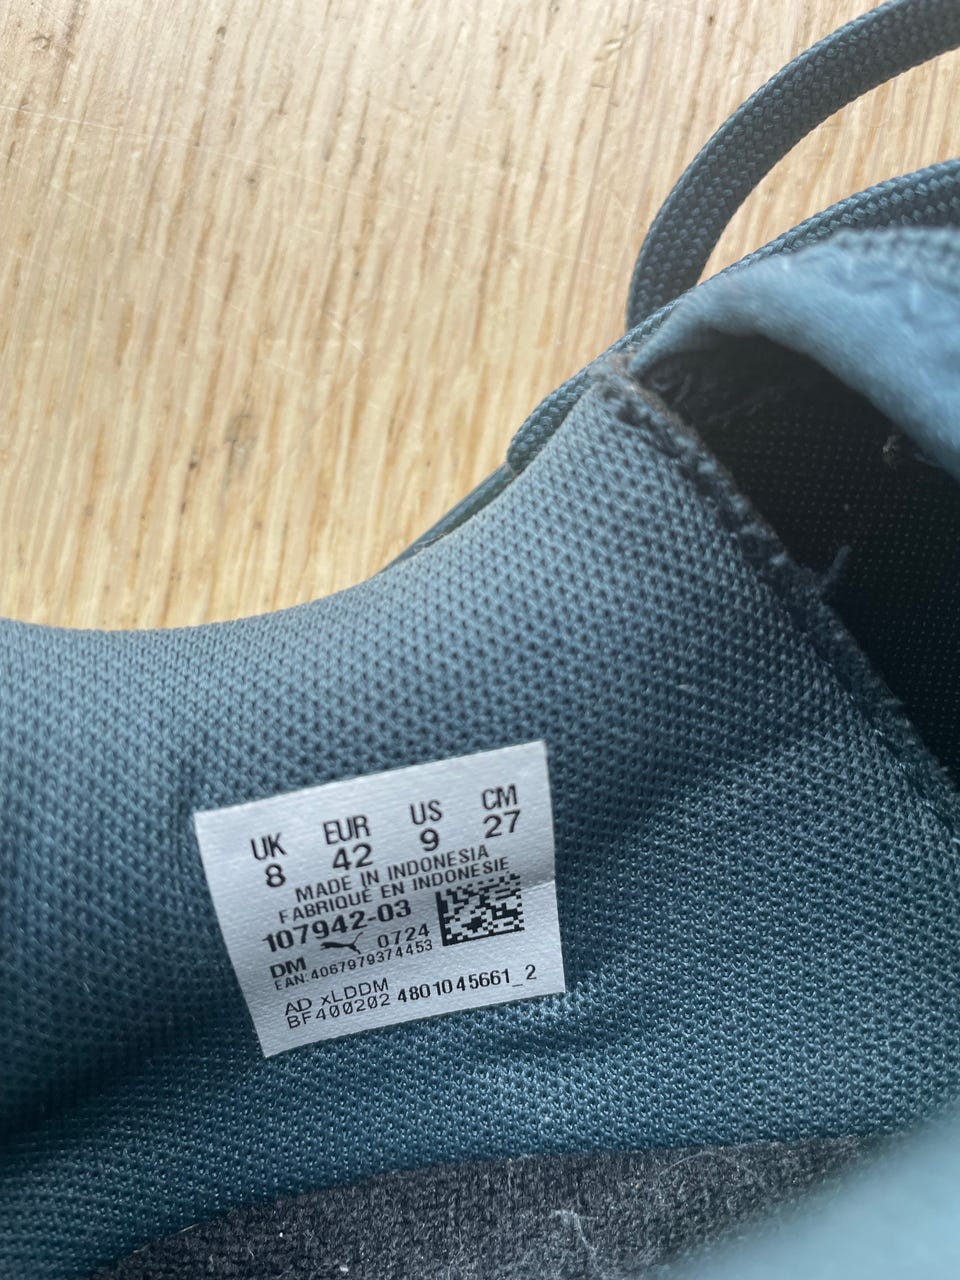 UK EUR US CM
8 42 9 27
MADE IN INDONESIA
FABRIQUÉ EN INDONESIE
107942-03
DM 0724
EAN:4067979374453
AD xLDDM
BF400202 4801045661_2